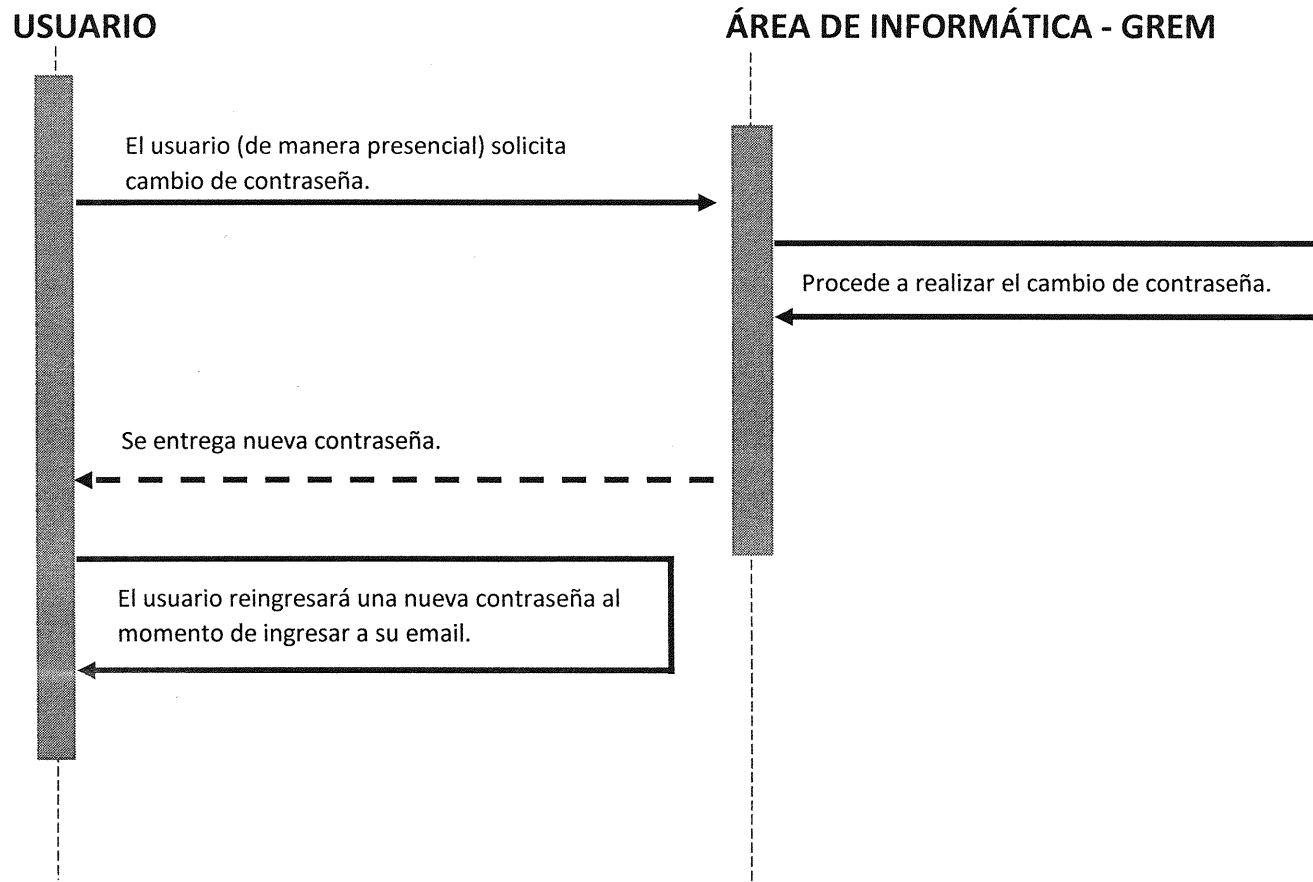 USUARIO
ÁREA DE INFORMÁTICA - GREM
El usuario (de manera presencial) solicita
cambio de contraseña.
Procede a realizar el cambio de contraseña.
Se entrega nueva contraseña.
El usuario reingresará una nueva contraseña al
momento de ingresar a su email.